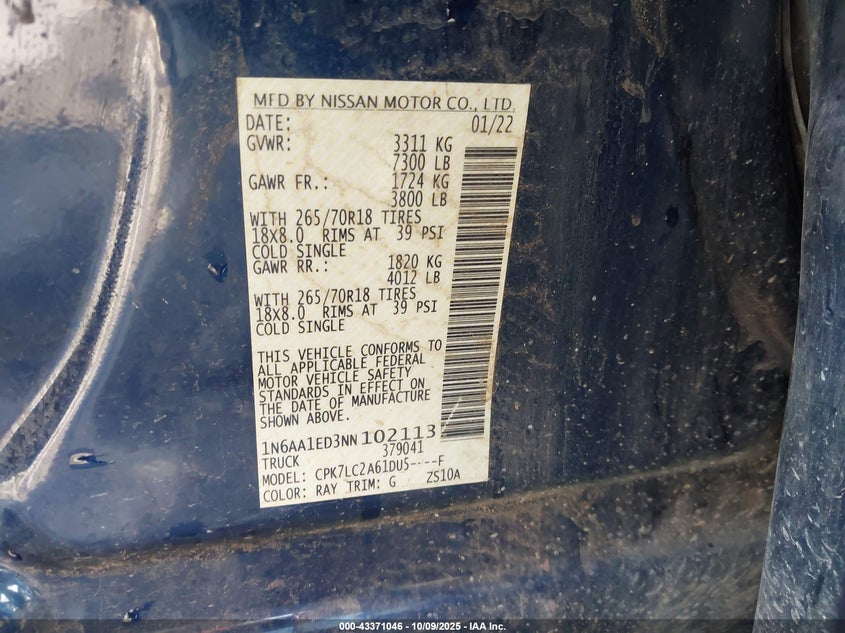 MFD BY NISSAN MOTOR CO., LTD.
DATE: 01/22
GVWR: 3311 KG
7300 LB
GAWR FR.: 1724 KG
3800 LB
WITH 265/70R18 TIRES
18X8.0 RIMS AT 39 PSI
COLD SINGLE
GAWR RR.: 1820 KG
4012 LB
WITH 265/70R18 TIRES
18X8.0 RIMS AT 39 PSI
COLD SINGLE
THIS VEHICLE CONFORMS TO
ALL APPLICABLE FEDERAL
MOTOR VEHICLE SAFETY
STANDARDS IN EFFECT ON
THE DATE OF MANUFACTURE
SHOWN ABOVE.
1N6AA1ED3NN102113
TRUCK 379041
MODEL: CPK7LC2A61DU5----F
COLOR: RAY TRIM: G ZS10A
000-43371046 - 10/09/2025 - IAA Inc.